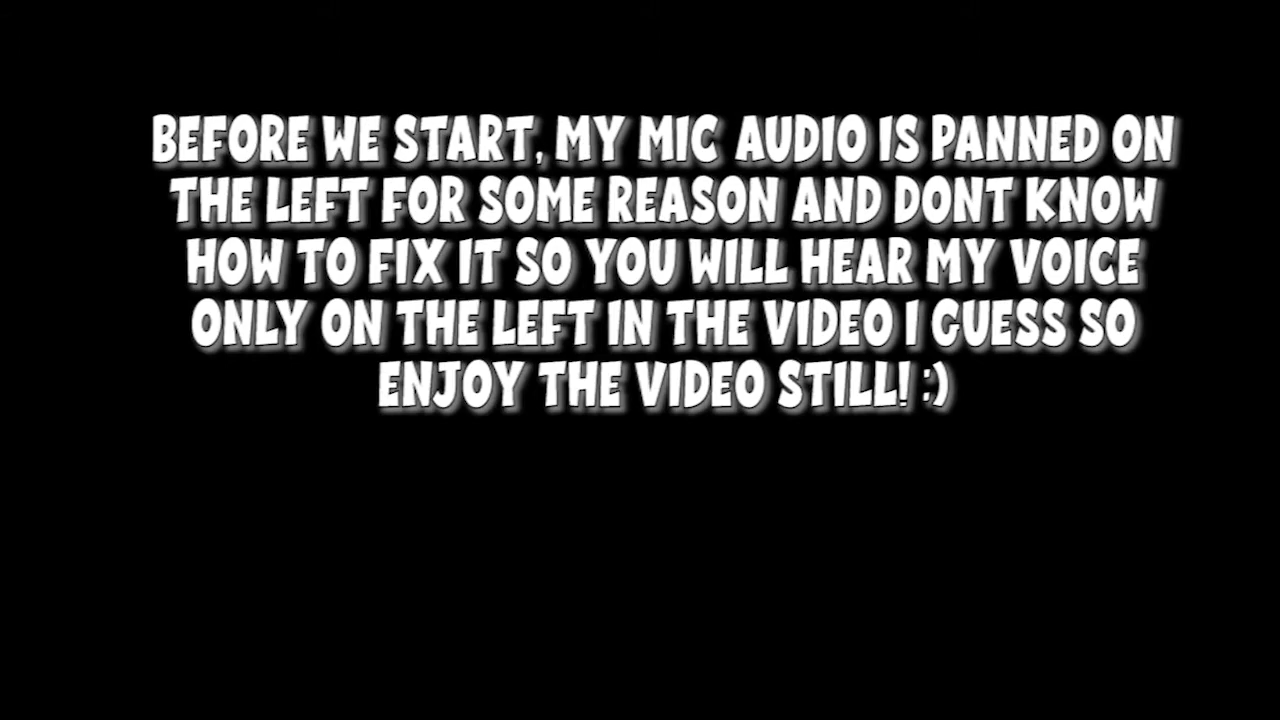 BEFORE WE START, MY MIC AUDIO IS PANNED ON
THE LEFT FOR SOME REASON AND DONT KNOW
HOW TO FIX IT SO YOU WILL HEAR MY VOICE
ONLY ON THE LEFT IN THE VIDEO I GUESS SO
ENJOY THE VIDEO STILL! :)